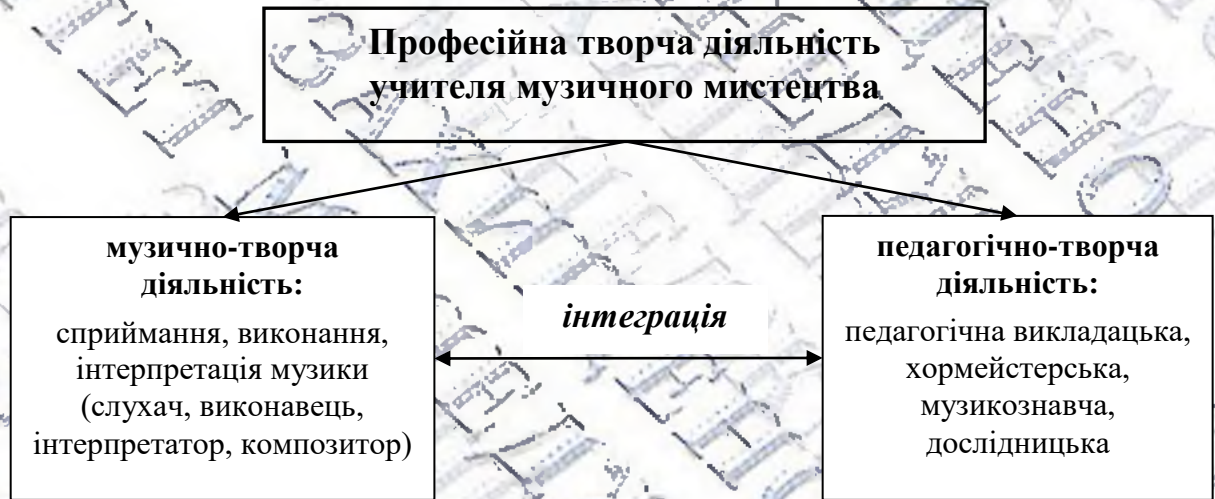 Професійна творча діяльність
учителя музичного мистецтва
музично-творча
діяльність:
сприймання, виконання,
інтерпретація музики
(слухач, виконавець,
інтерпретатор, композитор)
інтеграція
педагогічно-творча
діяльність:
педагогічна викладацька,
хормейстерська,
музикознавча,
дослідницька